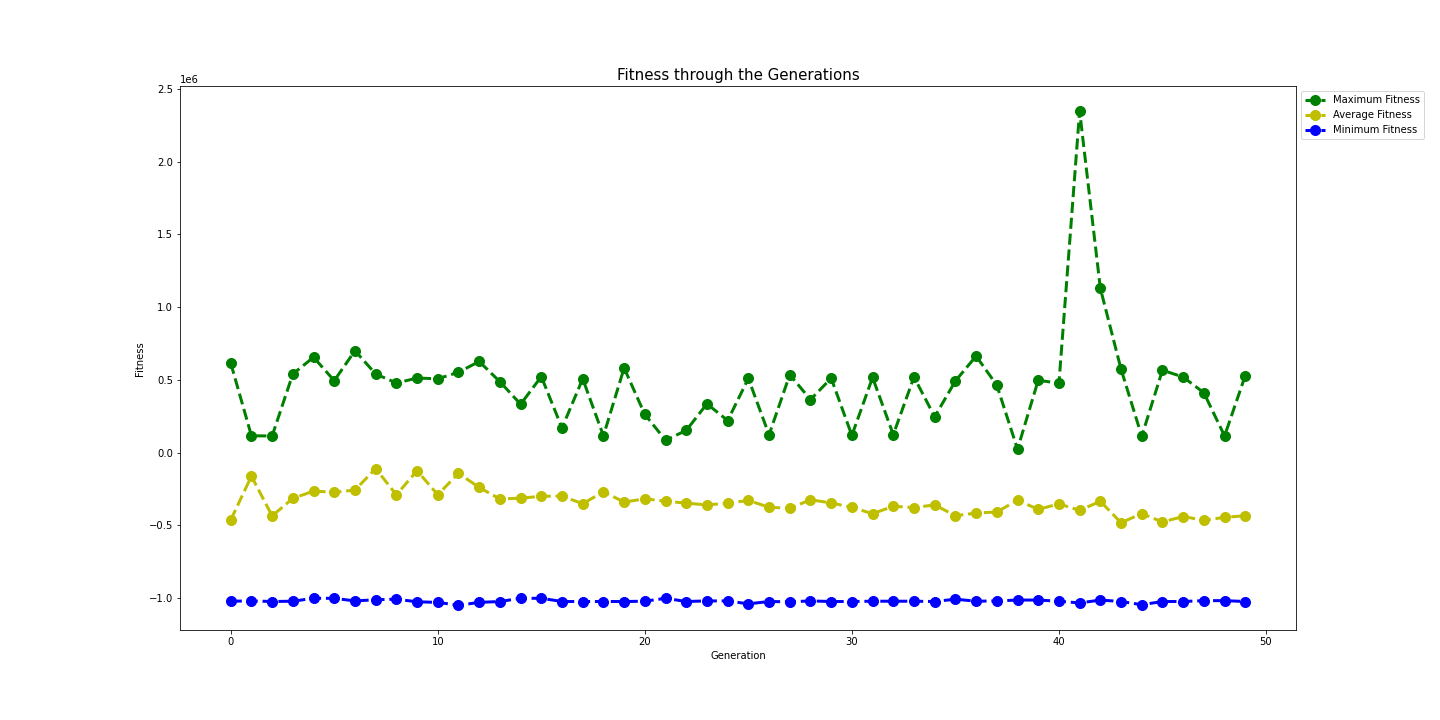 Fitness through the Generations
1e6
2.5
2.0
1.5
1.0
0.5
0.0
−0.5
−1.0
Fitness
0
10
20
30
40
50
Generation
Maximum Fitness
Average Fitness
Minimum Fitness